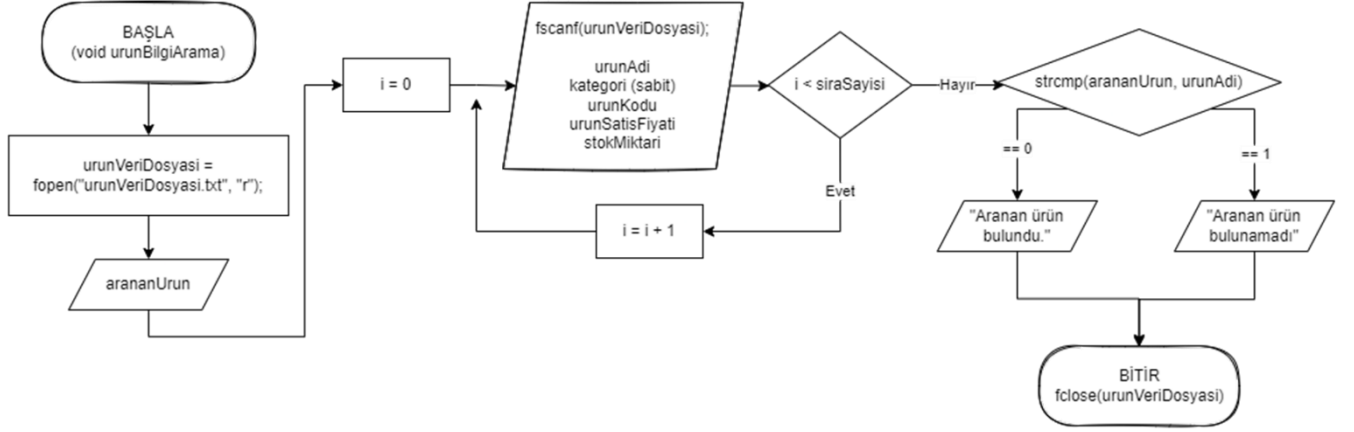 BAŞLA
(void urunBilgiArama)
urunVeriDosyasi =
fopen("urunVeriDosyasi.txt", "r");
arananUrun
i = 0
fscanf(urunVeriDosyasi);
urunAdi
kategori (sabit)
urunKodu
urunSatisFiyati
stokMiktari
i < siraSayisi
Evet
i = i + 1
Hayır
strcmp(arananUrun, urunAdi)
== 0
"Aranan ürün
bulundu."
== 1
"Aranan ürün
bulunamadı"
BİTİR
fclose(urunVeriDosyasi)